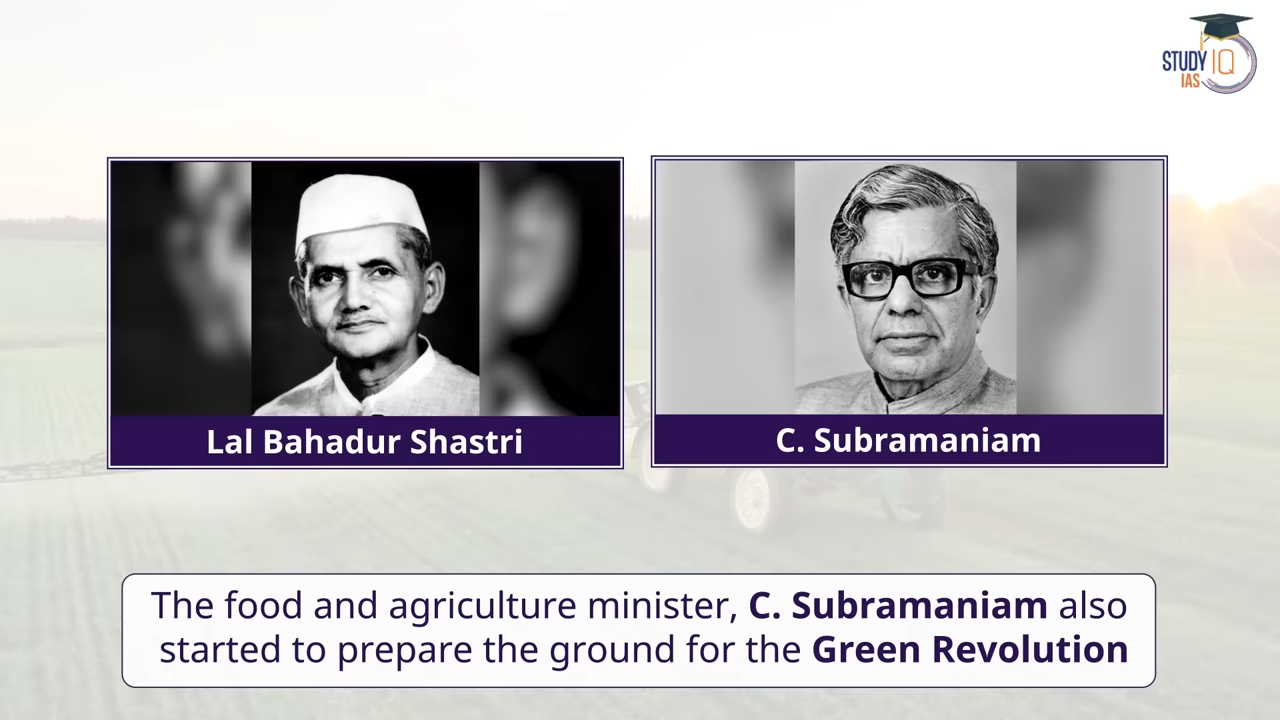 STUDY IQ
IAS
Lal Bahadur Shastri
C. Subramaniam
The food and agriculture minister, C. Subramaniam also
started to prepare the ground for the Green Revolution